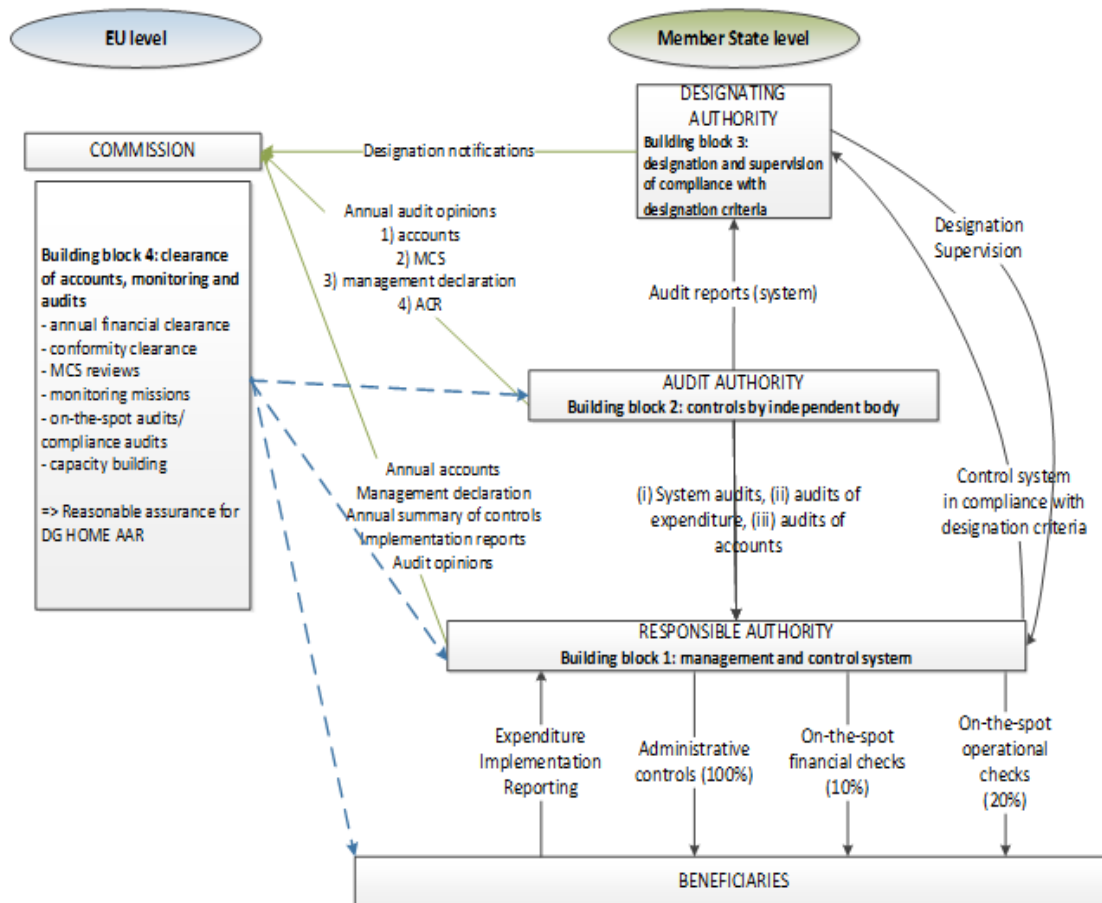 EU level
Member State level
DESIGNATING
AUTHORITY
Building block 3:
designation and supervision
of compliance with
designation criteria
COMMISSION
Designation notifications
Building block 4: clearance
of accounts, monitoring and
audits
- annual financial clearance
- conformity clearance
- MCS reviews
- monitoring missions
- on-the-spot audits/
compliance audits
- capacity building
=> Reasonable assurance for
DG HOME AAR
Annual audit opinions
1) accounts
2) MCS
3) management declaration
4) ACR
Designation
Supervision
Audit reports (system)
AUDIT AUTHORITY
Building block 2: controls by independent body
Annual accounts
Management declaration
Annual summary of controls
Implementation reports
Audit opinions
(i) System audits, (ii) audits of
expenditure, (iii) audits of
accounts
Control system
in compliance with
designation criteria
RESPONSIBLE AUTHORITY
Building block 1: management and control system
Expenditure
Implementation
Reporting
Administrative
controls (100%)
On-the-spot
financial checks
(10%)
On-the-spot
operational
checks
(20%)
BENEFICIARIES